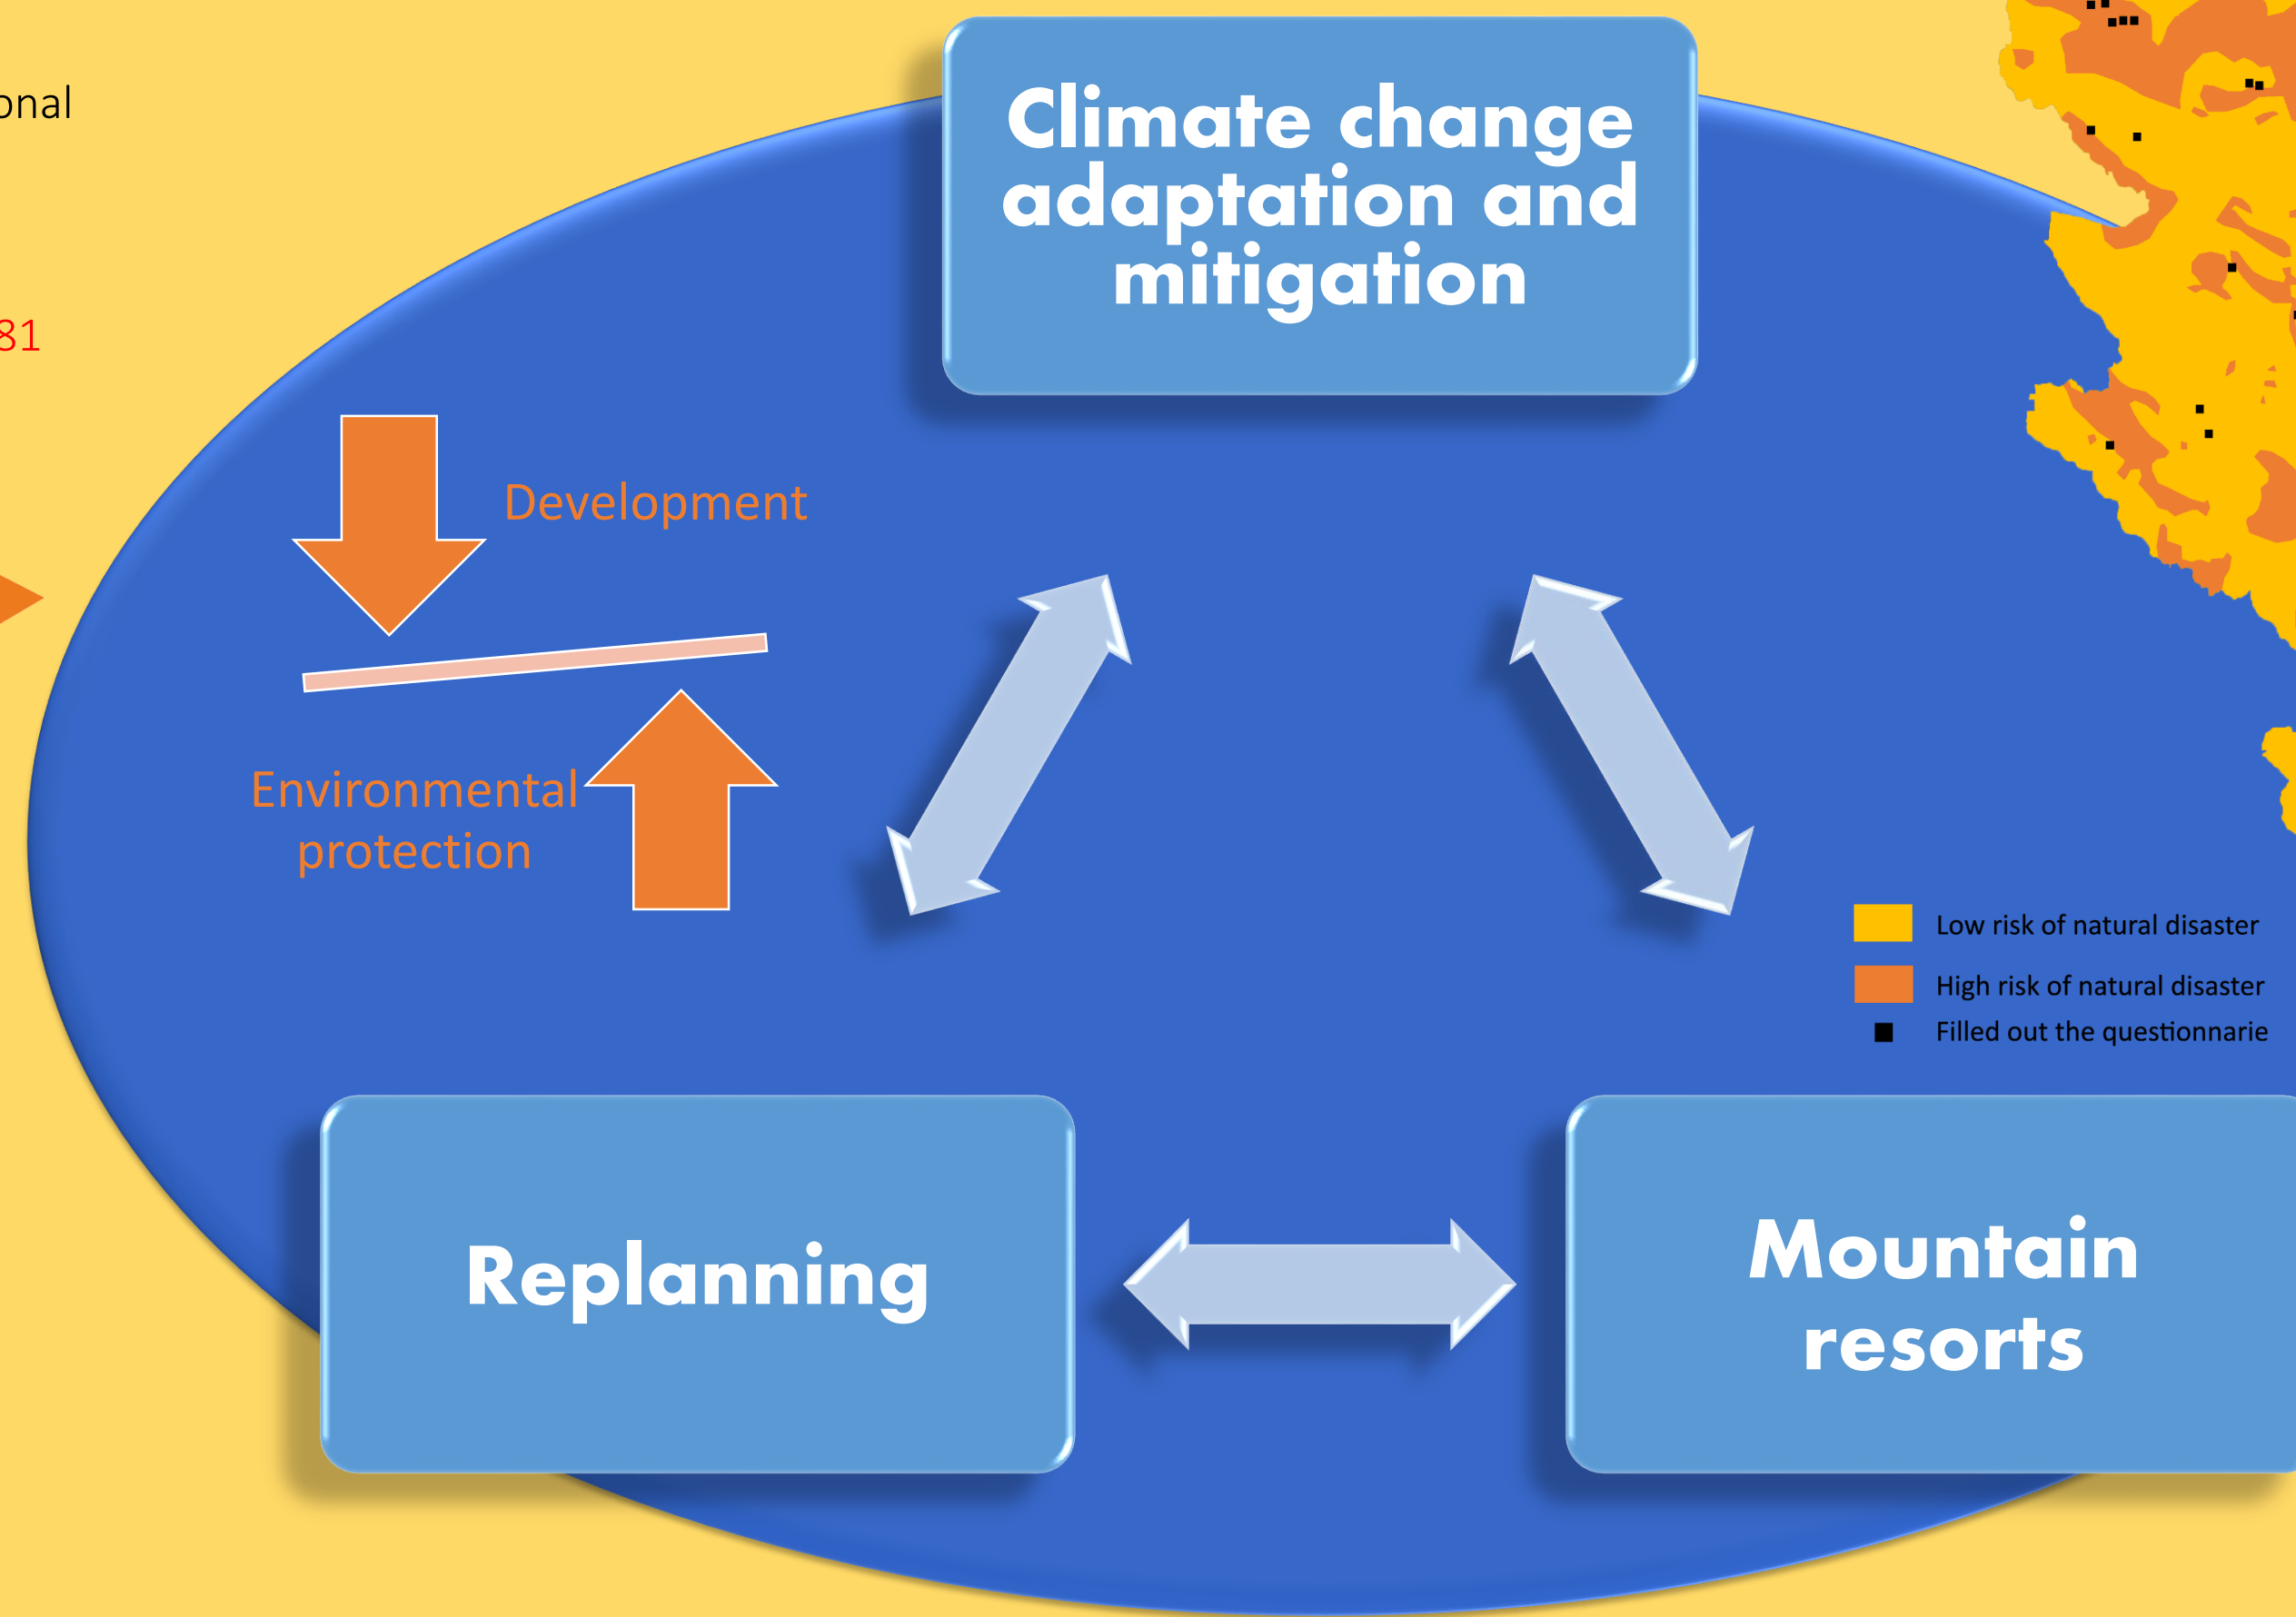 onal
81
Climate change
adaptation and
mitigation
Development
Environmental
protection
Low risk of natural disaster
High risk of natural disaster
Filled out the questionnarie
Replanning
Mountain
resorts